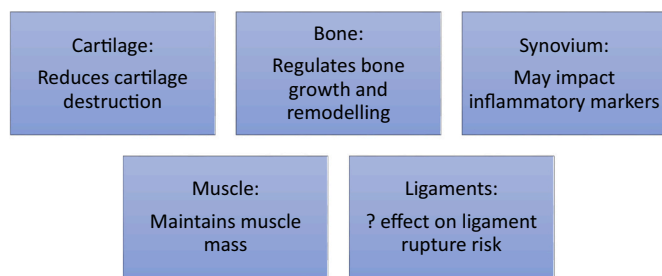 Cartilage:
Reduces cartilage
destruction
Bone:
Regulates bone
growth and
remodelling
Synovium:
May impact
inflammatory markers
Muscle:
Maintains muscle
mass
Ligaments:
? effect on ligament
rupture risk